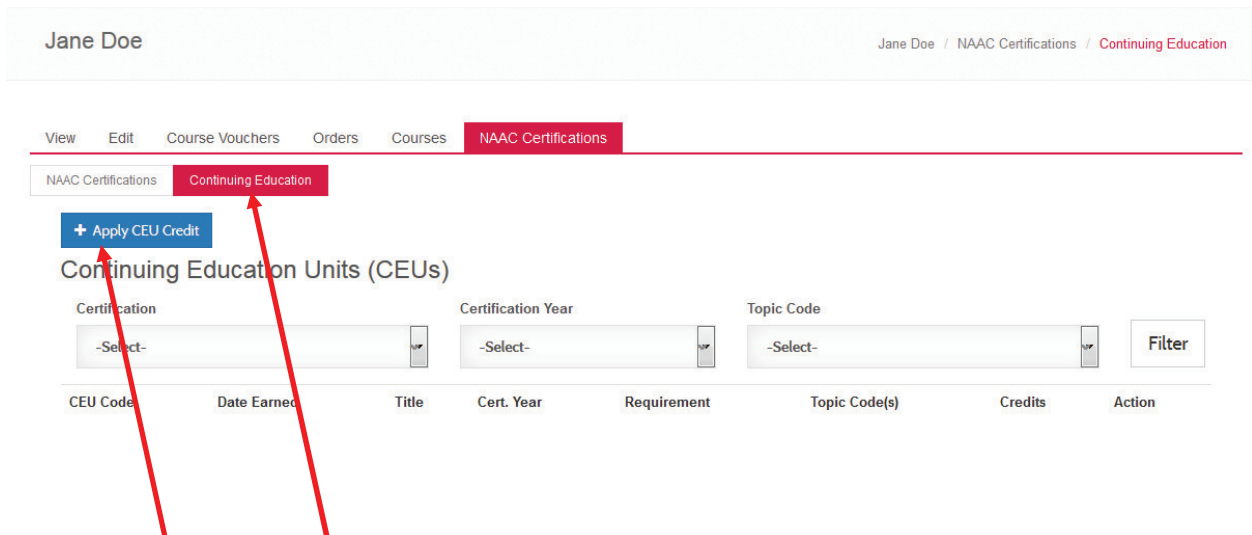 Jane Doe
Jane Doe / NAAC Certifications / Continuing Education
View Edit Course Vouchers Orders Courses NAAC Certifications
NAAC Certifications Continuing Education
+ Apply CEU Credit
Continuing Education Units (CEUs)
Certification Certification Year Topic Code
-Select- -Select- -Select- Filter
CEU Code Date Earned Title Cert. Year Requirement Topic Code(s) Credits Action